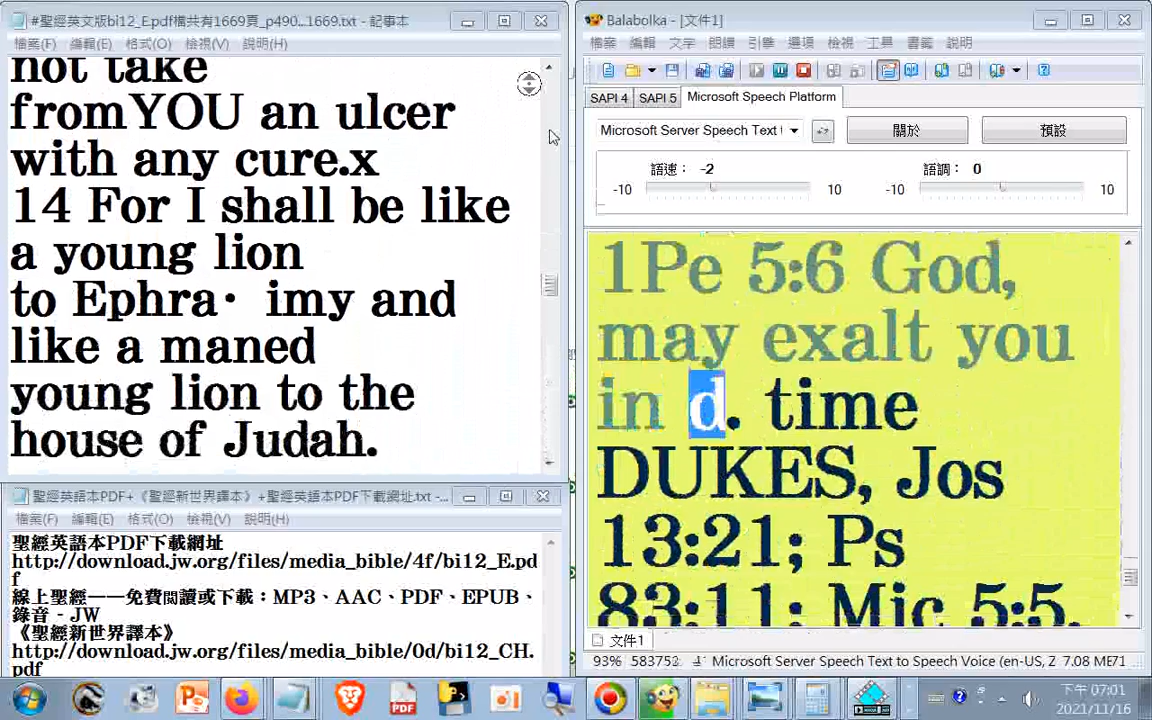 #聖經英文版bi12_E.pdf檔共有1669頁_p490...1669.txt - 記事本
檔案(F) 編輯(E) 格式(O) 檢視(V) 說明(H)
not take
fromYOU an ulcer
with any cure.x
14 For I shall be like
a young lion
to Ephra· imy and
like a maned
young lion to the
house of Judah.
聖經英語本PDF+《聖經新世界譯本》+聖經英語本PDF下載網址.txt - ...
檔案(F) 編輯(E) 格式(O) 檢視(V) 說明(H)
聖經英語本PDF下載網址
http://download.jw.org/files/media_bible/4f/bi12_E.pd
f
線上聖經——免費閱讀或下載：MP3、AAC、PDF、EPUB、
錄音 - JW
《聖經新世界譯本》
http://download.jw.org/files/media_bible/0d/bi12_CH.
pdf
Balabolka - [文件1]
檔案 編輯 文字 朗讀 引擎 選項 檢視 工具 書籤 說明
SAPI 4 SAPI 5 Microsoft Speech Platform
Microsoft Server Speech Text 關於 預設
語速： -2 語調： 0
-10 10 -10 10
1Pe 5:6 God,
may exalt you
in d. time
DUKES, Jos
13:21; Ps
83:11; Mic 5:5.
文件1
93% 583752 Microsoft Server Speech Text to Speech Voice (en-US, Z 7.08 ME71
下午 07:01
2021/11/16